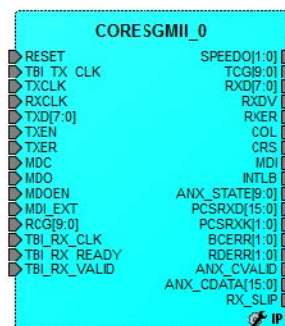 CORESGMII_0
RESET
TBI_TX_CLK
TXCLK
RXCLK
TXD[7:0]
TXEN
TXER
MDC
MDO
MDOEN
MDI_EXT
RCG[9:0]
TBI_RX_CLK
TBI_RX_READY
TBI_RX_VALID
SPEEDO[1:0]
TCG[9:0]
RXD[7:0]
RXDV
RXER
COL
CRS
MDI
INTLB
ANX_STATE[9:0]
PCSRXD[15:0]
PCSRXK[1:0]
BCERR[1:0]
RDERR[1:0]
ANX_CVALID
ANX_CDATA[15:0]
RX_SLIP
IP